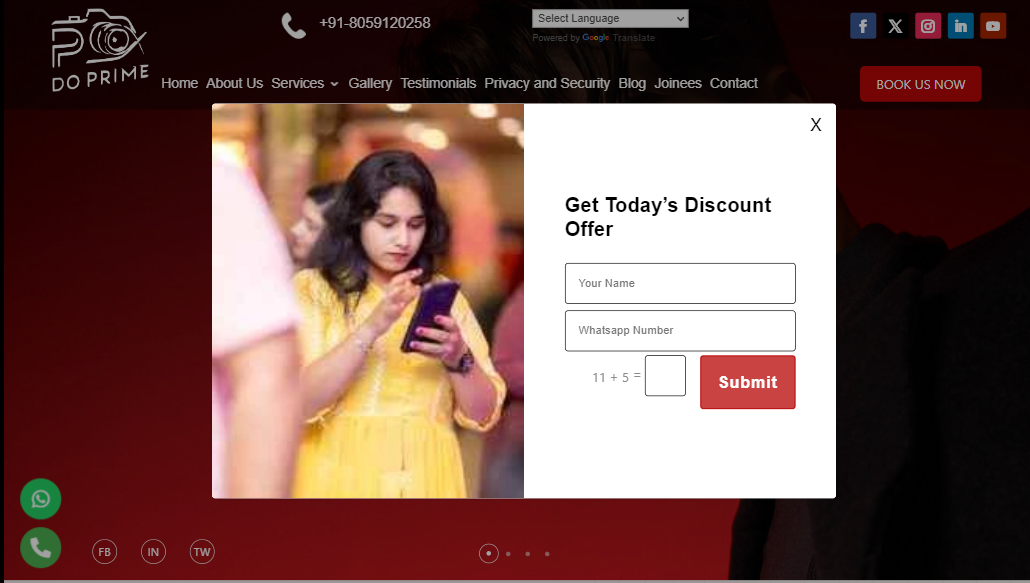 DO PRIME
+91-8059120258
Select Language
Powered by Google Translate
Home About Us Services Gallery Testimonials Privacy and Security Blog Joinees Contact
BOOK US NOW
X
Get Today’s Discount
Offer
Your Name
Whatsapp Number
11 + 5 =
Submit
FB IN TW